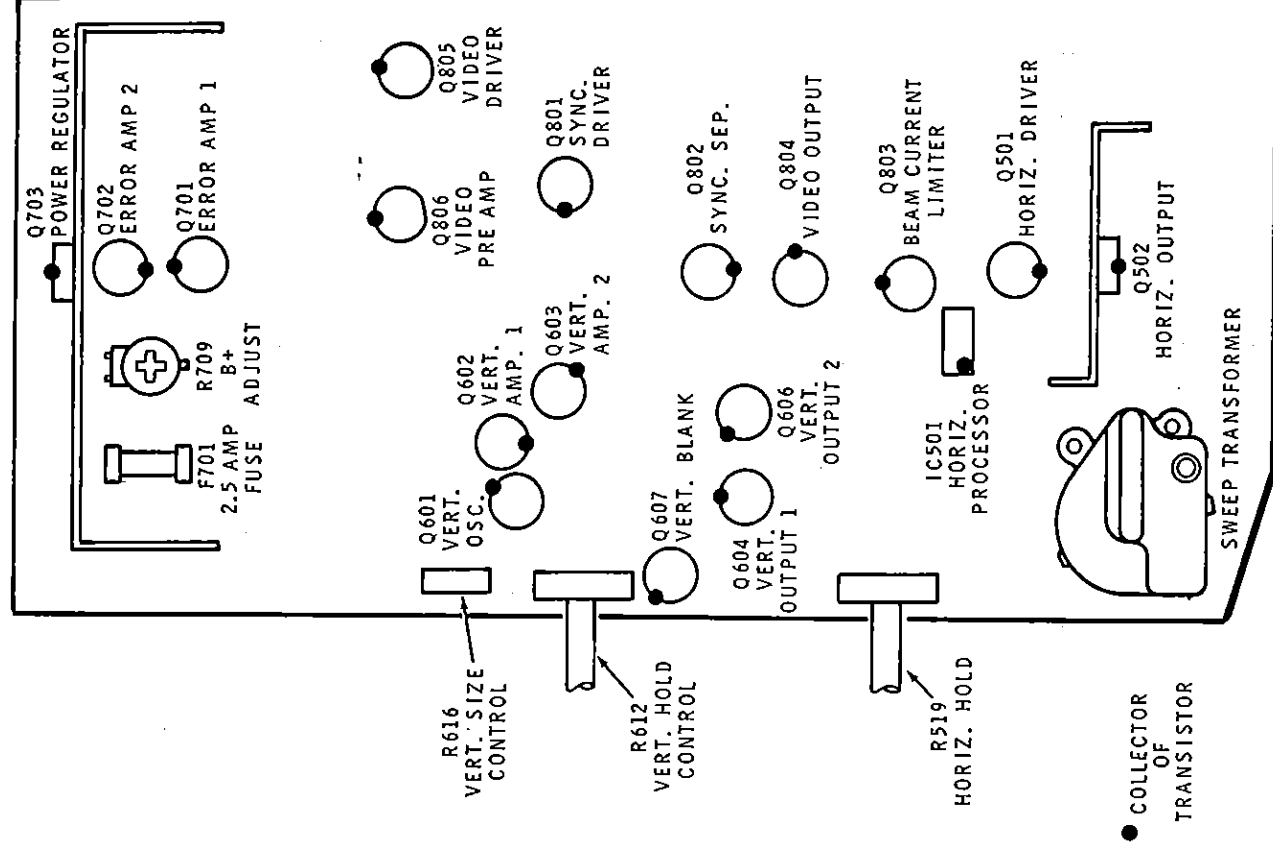 Q703
POWER REGULATOR
Q702
ERROR AMP 2
Q701
ERROR AMP 1
R709
B+
ADJUST
F701
2.5 AMP
FUSE
Q805
VIDEO
DRIVER
Q806
VIDEO
PRE AMP
Q801
SYNC.
DRIVER
Q602
VERT.
AMP. 1
Q603
VERT.
AMP. 2
Q601
VERT.
OSC.
R616
VERT. SIZE
CONTROL
R612
VERT. HOLD
CONTROL
Q607
VERT. BLANK
Q802
SYNC. SEP.
Q804
VIDEO OUTPUT
Q606
VERT.
OUTPUT 2
Q604
VERT.
OUTPUT 1
Q803
BEAM CURRENT
LIMITER
IC501
HORIZ.
PROCESSOR
R519
HORIZ. HOLD
Q501
HORIZ. DRIVER
Q502
HORIZ. OUTPUT
SWEEP TRANSFORMER
COLLECTOR
OF
TRANSISTOR